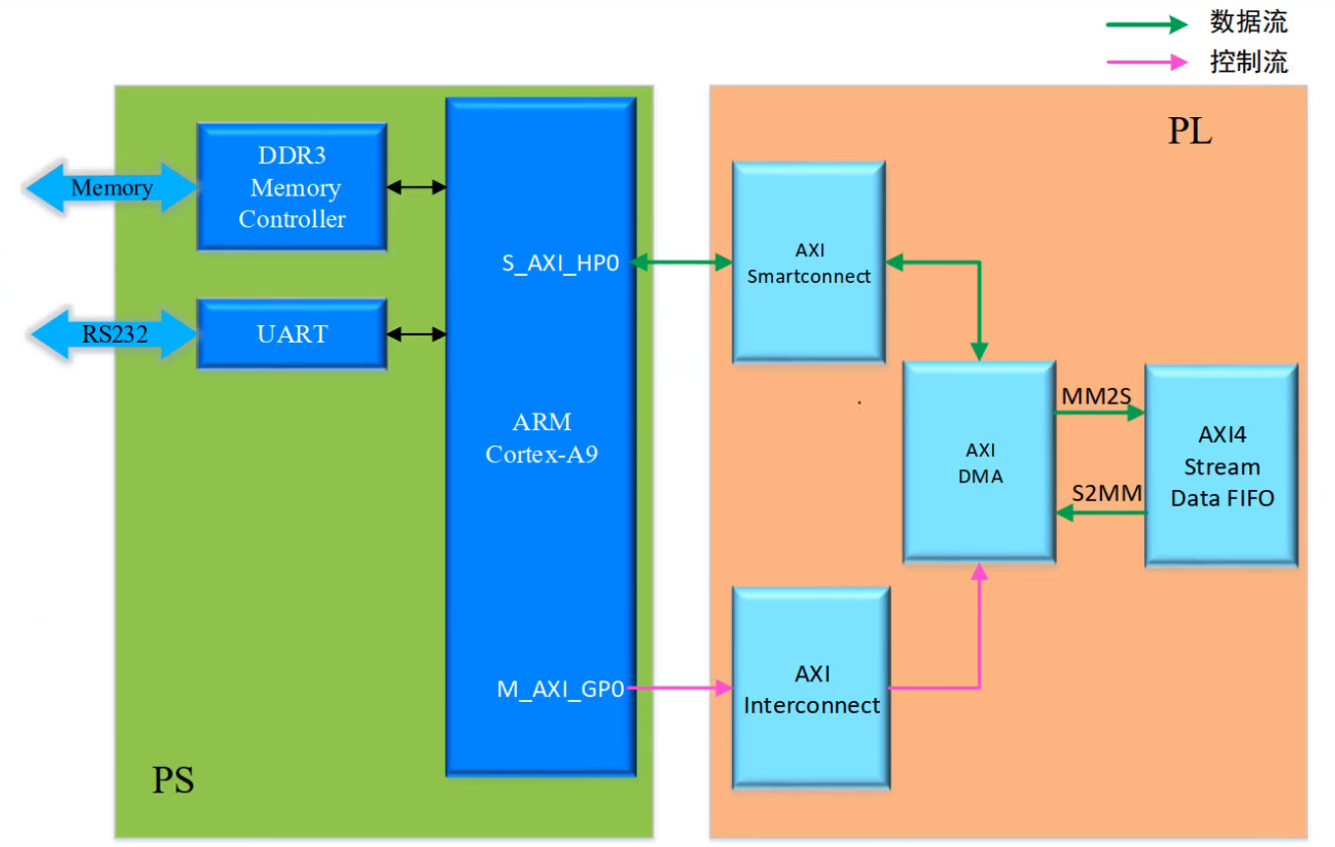 数据流
控制流
PL
DDR3
Memory
Controller
Memory
S_AXI_HP0
AXI
Smartconnect
RS232
UART
ARM
Cortex-A9
MM2S
AXI
DMA
AXI4
Stream
Data FIFO
S2MM
M_AXI_GP0
AXI
Interconnect
PS